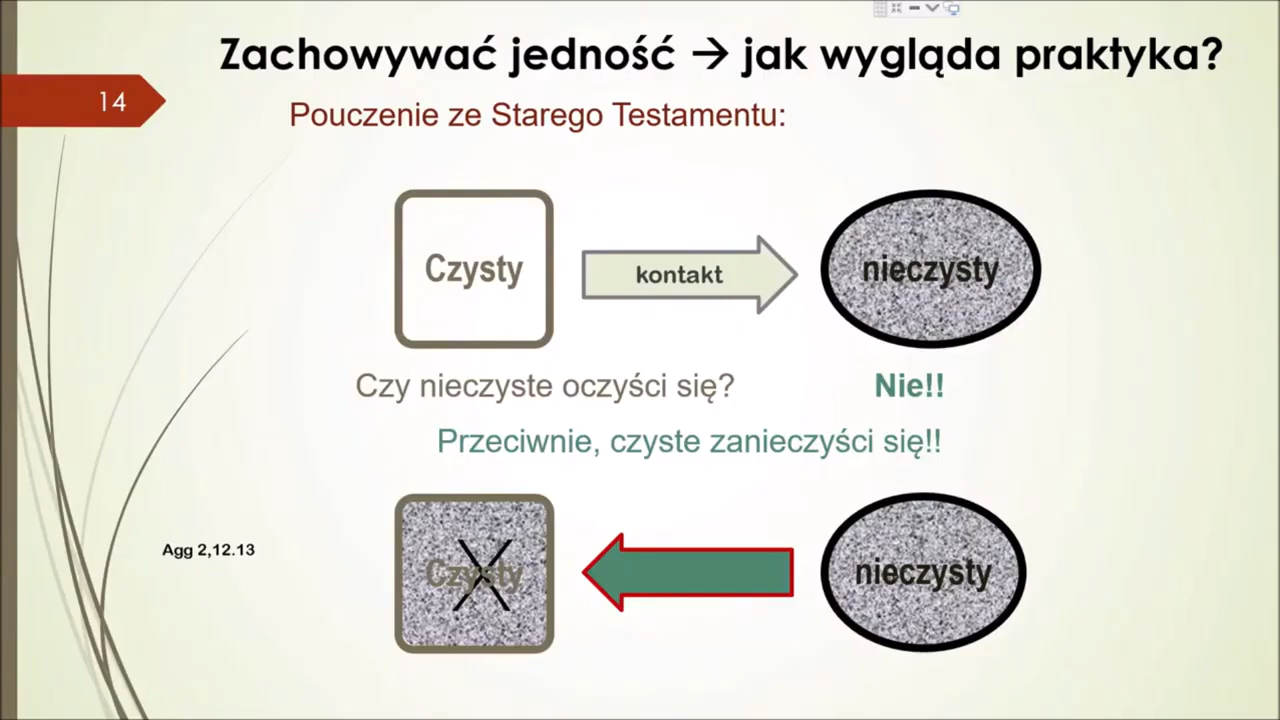 Zachowywać jedność → jak wygląda praktyka?
14
Pouczenie ze Starego Testamentu:
Czysty
kontakt
nieczysty
Czy nieczyste oczyści się?
Nie!!
Przeciwnie, czyste zanieczyści się!!
Agg 2,12.13
Czysty
nieczysty